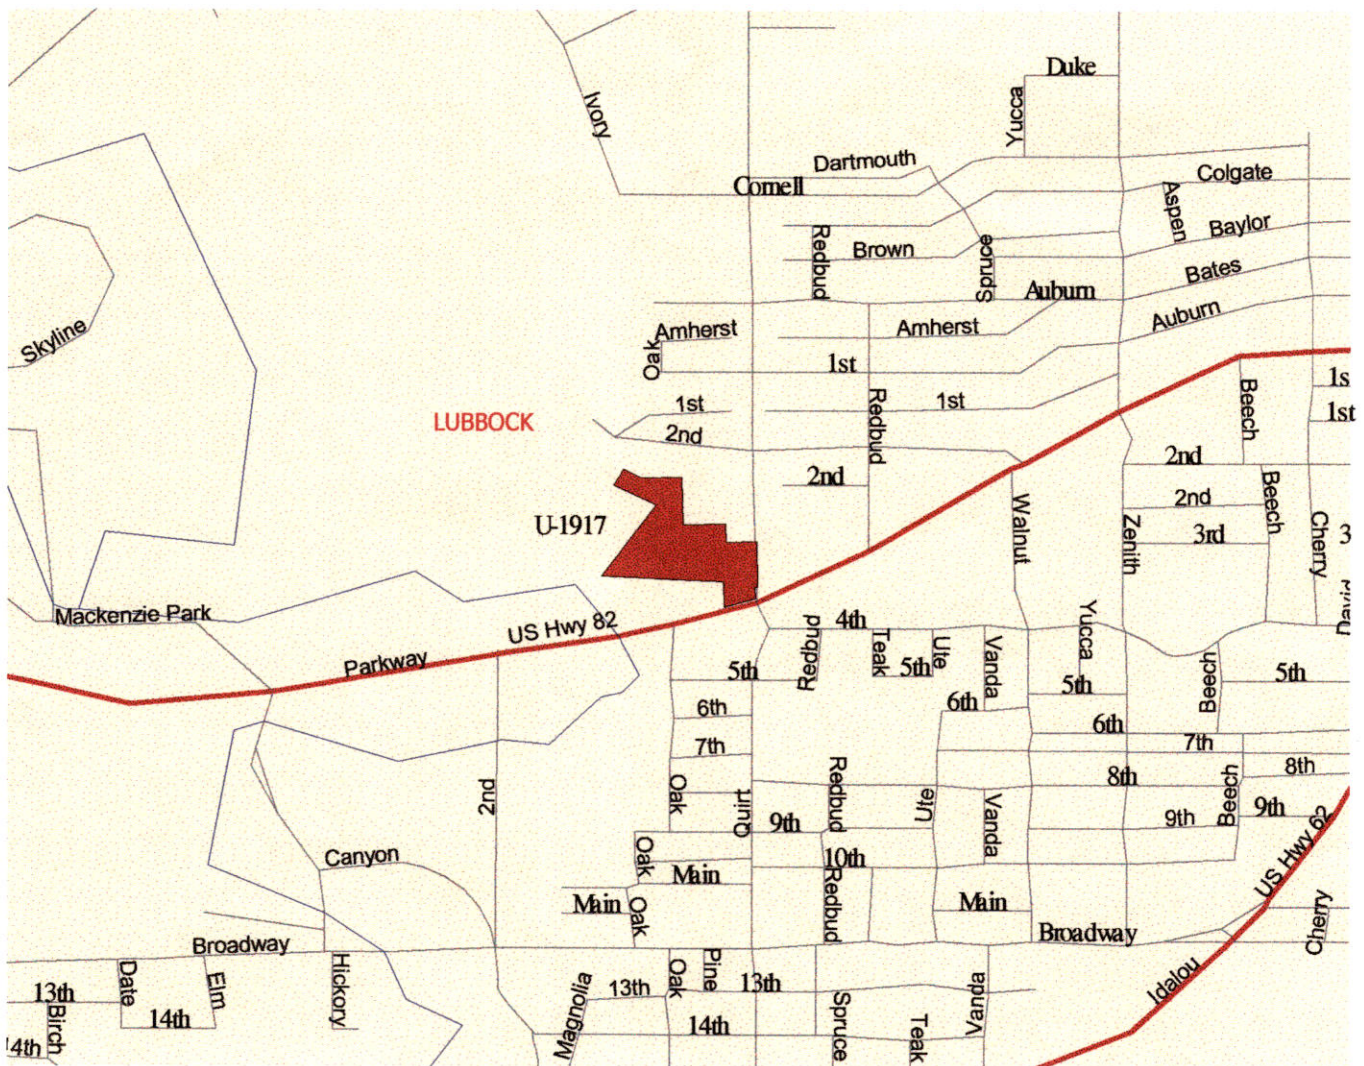 Duke
Ivory
Yucca
Dartmouth
Colgate
Cornell
Aspen
Redbud
Brown
Baylor
Spruce
Bates
Auburn
Auburn
Skyline
Amherst
Amherst
Oak
1st
1s
Beech
1st
Redbud
1st
1st
LUBBOCK
2nd
2nd
2nd
Beech
2nd
U-1917
Walnut
Zenith
3rd
Cherry
3
David
Mackenzie Park
US Hwy 82
4th
Yucca
Redbud
Teak
Ute
Vanda
Parkway
5th
5th
5th
Beech
5th
6th
6th
6th
7th
7th
8th
8th
2nd
Oak
Quirt
Redbud
Ute
Vanda
Beech
9th
9th
9th
US Hwy 62
Canyon
Oak
10th
Main
Redbud
Main
Oak
Main
Cherry
Broadway
Broadway
Date
Elm
Hickory
Magnolia
Oak
Pine
13th
13th
13th
Vanda
Idalou
Birch
14th
14th
14th
Spruce
Teak